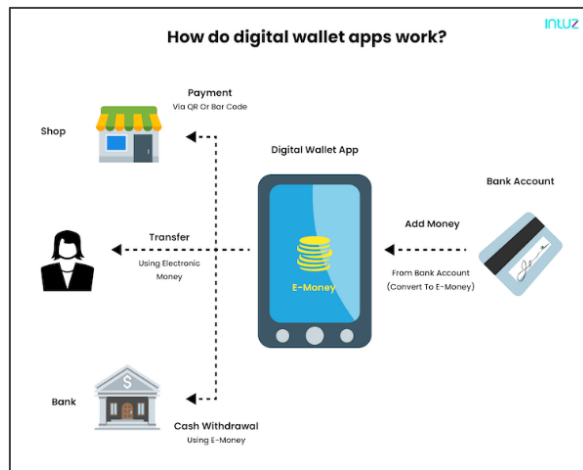 INLUZ
How do digital wallet apps work?
Payment
Via QR Or Bar Code
Shop
Digital Wallet App
Bank Account
Transfer
Using Electronic
Money
E-Money
Add Money
From Bank Account
(Convert To E-Money)
$
Bank
Cash Withdrawal
Using E-Money